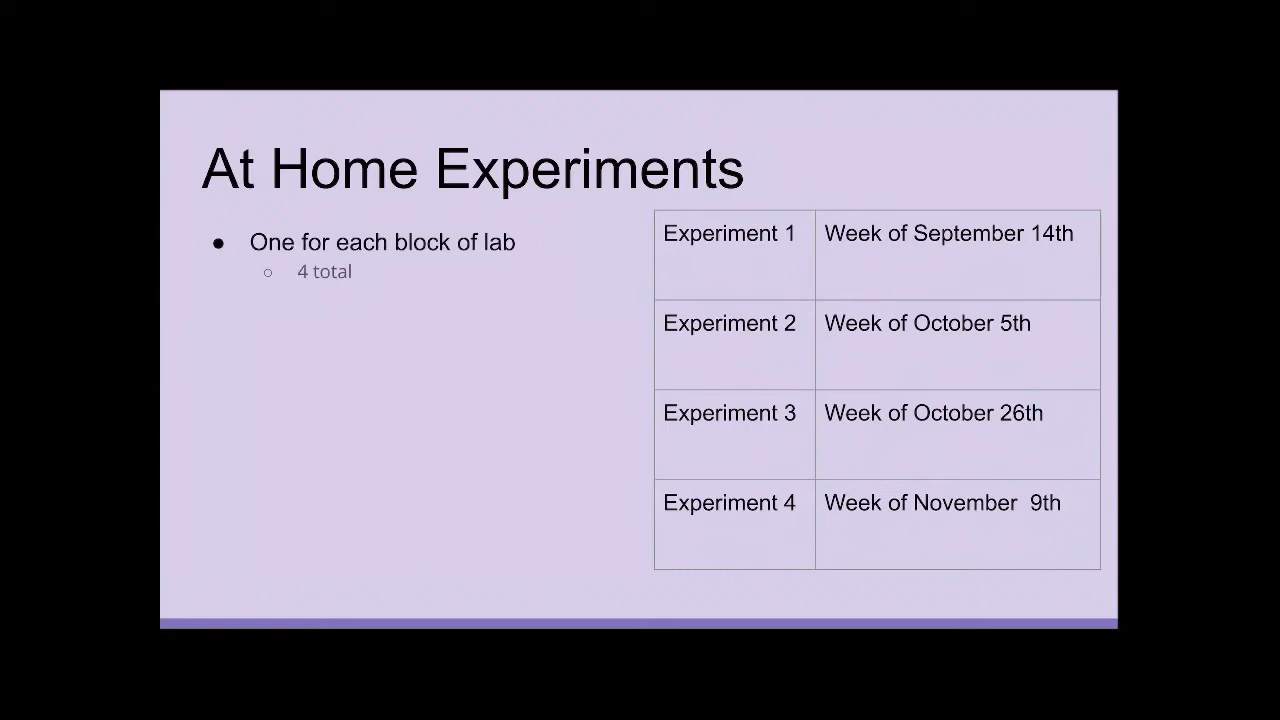 At Home Experiments
● One for each block of lab
○ 4 total
Experiment 1 Week of September 14th
Experiment 2 Week of October 5th
Experiment 3 Week of October 26th
Experiment 4 Week of November  9th